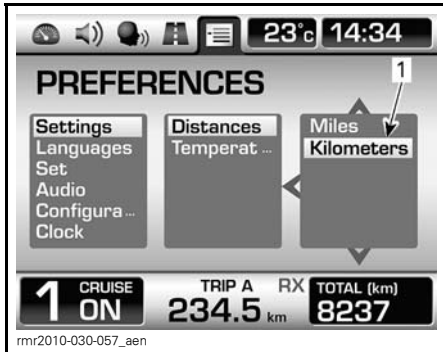 23°c 14:34
1
PREFERENCES
Settings
Languages
Set
Audio
Configura...
Clock
Distances
Temperat...
Miles
Kilometers
1 CRUISE ON
TRIP A
234.5 km
RX
TOTAL (km)
8237
rmr2010-030-057_aen